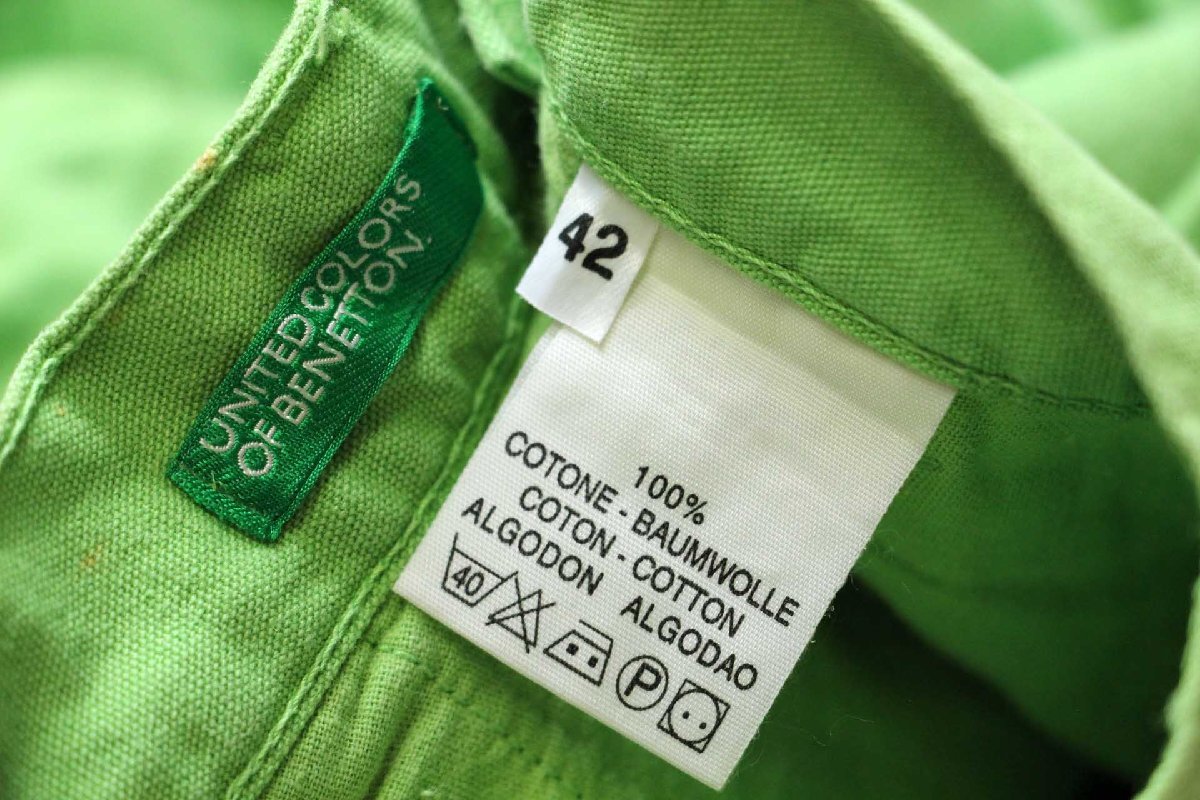 UNITED COLORS
OF BENETTON.
42
100%
COTONE - BAUMWOLLE
COTON - COTTON
ALGODON ALGODAO
40
P